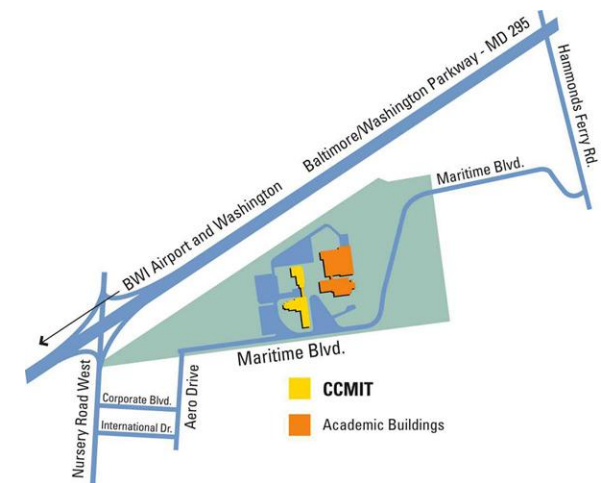 Baltimore/Washington Parkway - MD 295
Hammonds Ferry Rd.
Maritime Blvd.
BWI Airport and Washington
Maritime Blvd.
Nursery Road West
Corporate Blvd.
International Dr.
Aero Drive
CCMIT
Academic Buildings